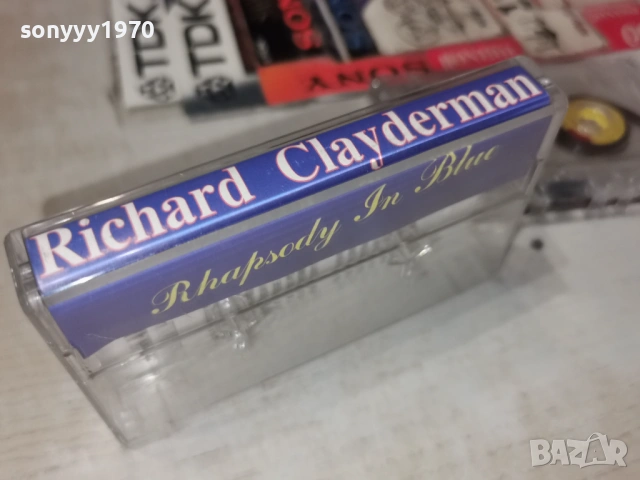 sonyyy1970
TDK
TDK
SONY
Richard Clayderman
Rhapsody In Blue
BAZAR